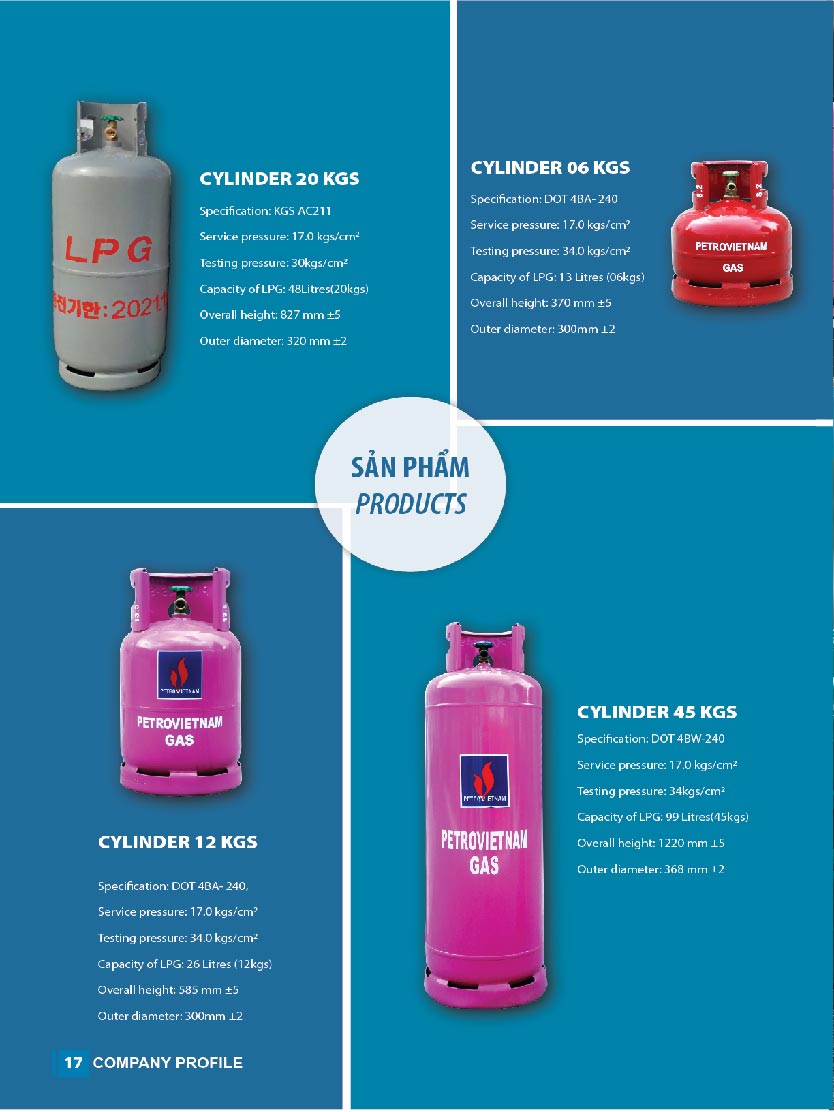 CYLINDER 20 KGS
Specification: KGS AC211
Service pressure: 17.0 kgs/cm²
Testing pressure: 30kgs/cm²
Capacity of LPG: 48Litres(20kgs)
Overall height: 827 mm ±5
Outer diameter: 320 mm ±2
LPG
전기한: 2021.1
CYLINDER 06 KGS
Specification: DOT 4BA- 240
Service pressure: 17.0 kgs/cm²
Testing pressure: 34.0 kgs/cm²
Capacity of LPG: 13 Litres (06kgs)
Overall height: 370 mm ±5
Outer diameter: 300mm ±2
8.2
8.2
PETROVIETNAM
GAS
SẢN PHẨM
PRODUCTS
PETROVIETNAM
PETROVIETNAM
GAS
CYLINDER 12 KGS
Specification: DOT 4BA- 240,
Service pressure: 17.0 kgs/cm²
Testing pressure: 34.0 kgs/cm²
Capacity of LPG: 26 Litres (12kgs)
Overall height: 585 mm ±5
Outer diameter: 300mm ±2
PETROVIETNAM
PETROVIETNAM
GAS
CYLINDER 45 KGS
Specification: DOT 4BW-240
Service pressure: 17.0 kgs/cm²
Testing pressure: 34kgs/cm²
Capacity of LPG: 99 Litres(45kgs)
Overall height: 1220 mm ±5
Outer diameter: 368 mm ±2
17 COMPANY PROFILE